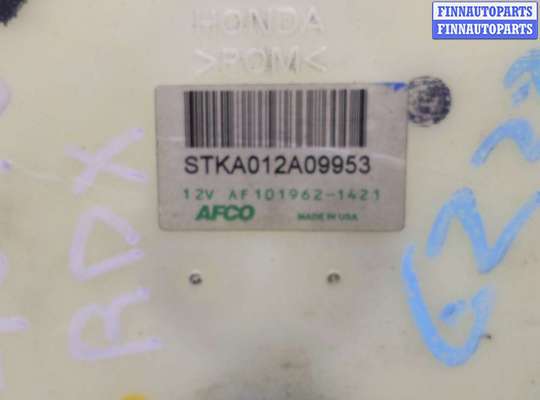 FINNAUTOPARTS
FINNAUTOPARTS
HONDA
>POM<
STKA012A09953
12V AF101962-1421
AFCO MADE IN USA
RDX